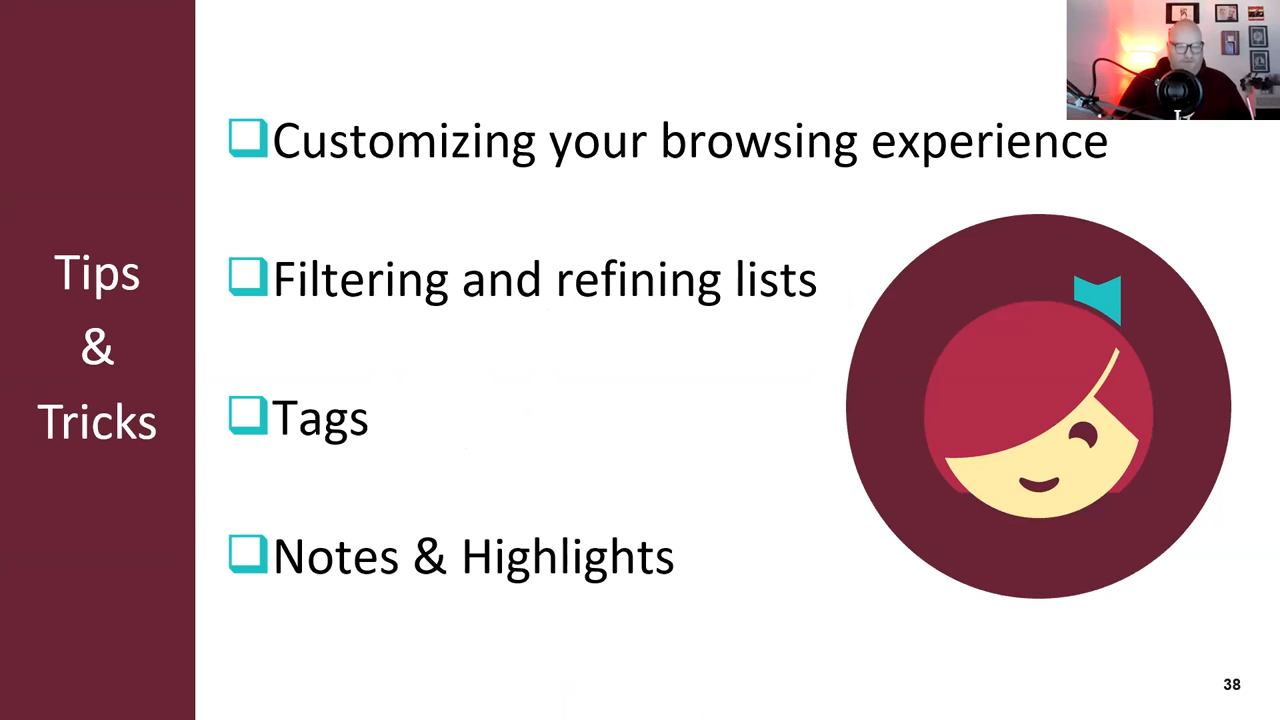 Tips
&
Tricks
Customizing your browsing experience
Filtering and refining lists
Tags
Notes & Highlights
38